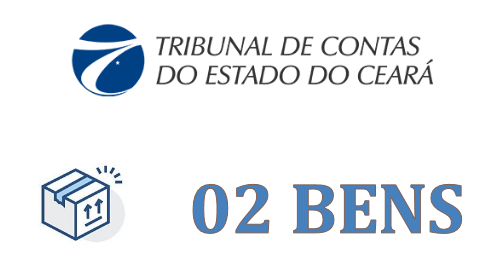 TRIBUNAL DE CONTAS
DO ESTADO DO CEARÁ
02 BENS